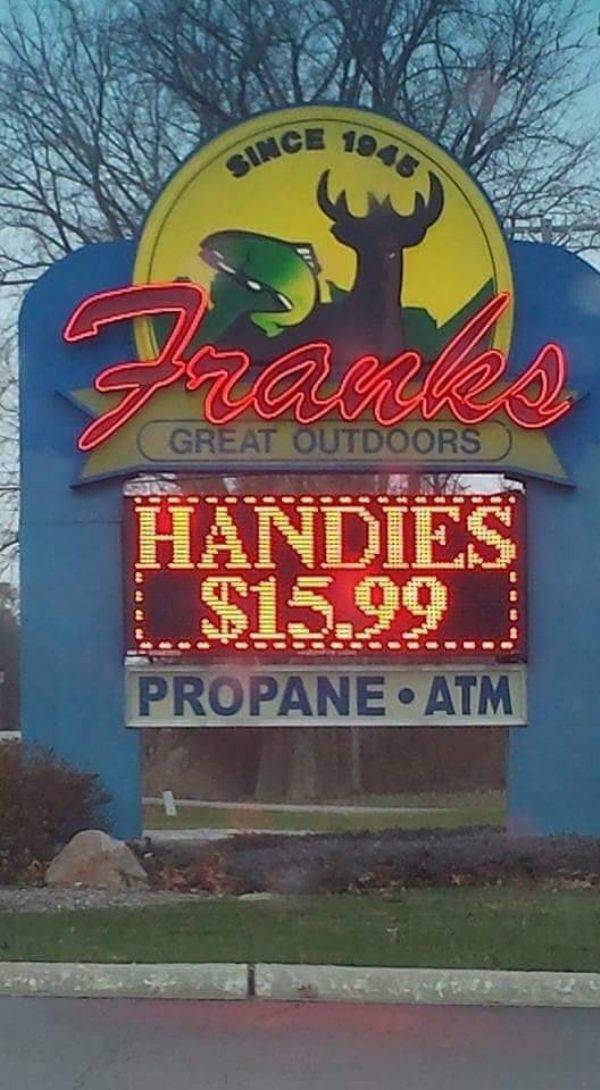 SINCE 1945
Franks
GREAT OUTDOORS
HANDIES
$15.99
PROPANE • ATM